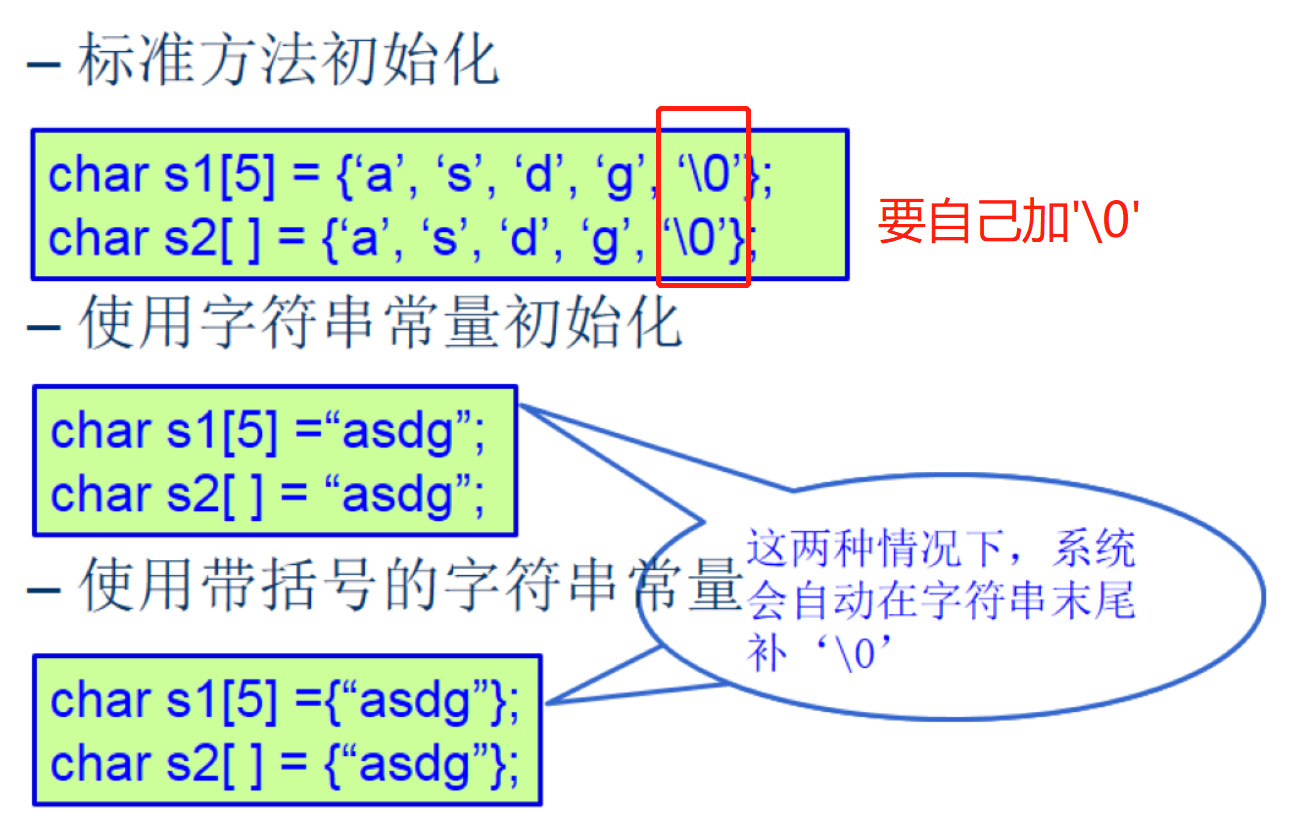 – 标准方法初始化
char s1[5] = {‘a’, ‘s’, ‘d’, ‘g’, ‘\0’};
char s2[ ] = {‘a’, ‘s’, ‘d’, ‘g’, ‘\0’};
要自己加'\0'
– 使用字符串常量初始化
char s1[5] =“asdg”;
char s2[ ] = “asdg”;
– 使用带括号的字符串常量
这两种情况下，系统
会自动在字符串末尾
补‘\0’
char s1[5] ={“asdg”};
char s2[ ] = {“asdg”};